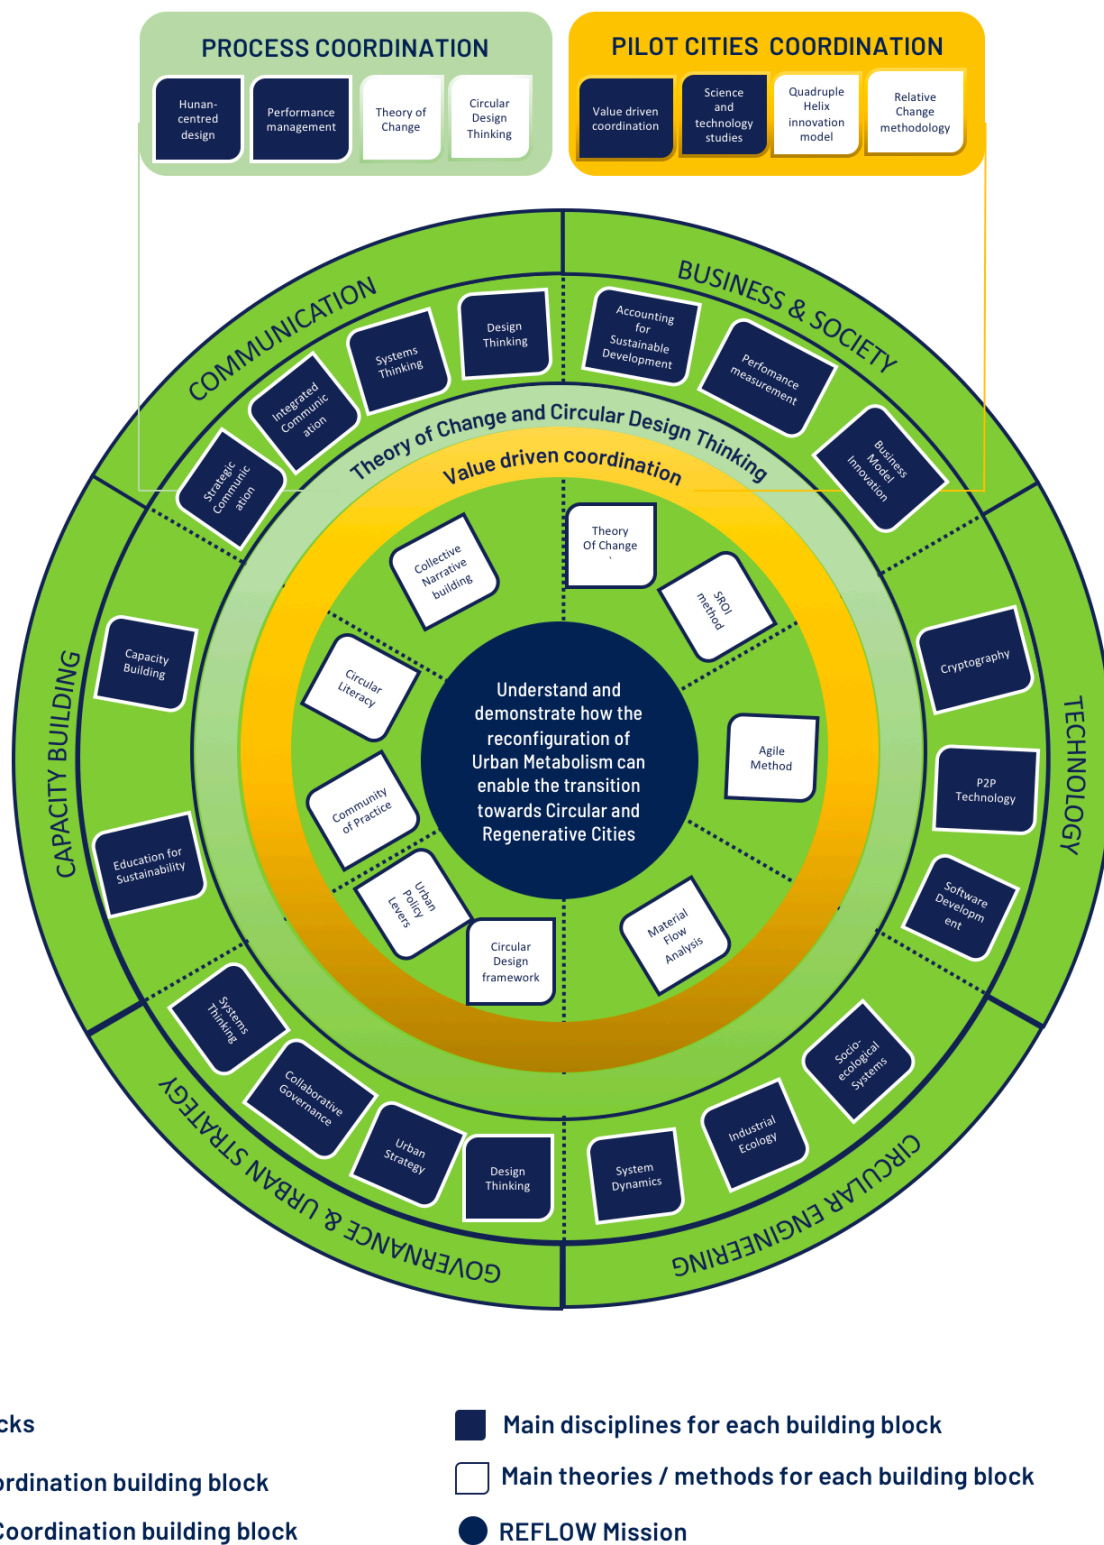 PROCESS COORDINATION
Hunan-
centred
design
Performance
management
Theory of
Change
Circular
Design
Thinking
PILOT CITIES COORDINATION
Value driven
coordination
Science
and
technology
studies
Quadruple
Helix
innovation
model
Relative
Change
methodology
COMMUNICATION
Strategic
Communic
ation
Integrated
Communic
ation
Systems
Thinking
Design
Thinking
BUSINESS & SOCIETY
Accounting
for
Sustainable
Development
Perfomance
measurement
Business
Model
Innovation
Theory of Change and Circular Design Thinking
Value driven coordination
Collective
Narrative
building
Theory
Of Change
SROI
method
CAPACITY BUILDING
Capacity
Building
Education for
Sustainability
Circular
Literacy
Community
of Practice
Understand and
demonstrate how the
reconfiguration of
Urban Metabolism can
enable the transition
towards Circular and
Regenerative Cities
Agile
Method
TECHNOLOGY
Cryptography
P2P
Technology
Software
Developm
ent
Urban
Policy
Levers
Circular
Design
framework
Material
Flow
Analysis
GOVERNANCE & URBAN STRATEGY
Systems
Thinking
Collaborative
Governance
Urban
Strategy
Design
Thinking
CIRCULAR ENGINEERING
System
Dynamics
Industrial
Ecology
Socio-
ecological
Systems
cks
ordination building block
Coordination building block
Main disciplines for each building block
Main theories / methods for each building block
REFLOW Mission